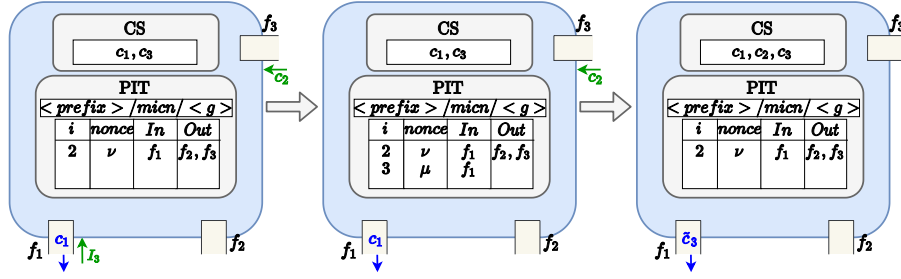 CS
f₃
c₁, c₃
c₂
PIT
< prefix > /micn/ < g >
i nonce In Out
2 ν f₁ f₂, f₃
f₁ c₁ I₃ f₂
CS
f₃
c₁, c₃
c₂
PIT
< prefix > /micn/ < g >
i nonce In Out
2 ν f₁ f₂, f₃
3 μ f₁
f₁ c₁ f₂
CS
f₃
c₁, c₂, c₃
PIT
< prefix > /micn/ < g >
i nonce In Out
2 ν f₁ f₂, f₃
f₁ c̃₃ f₂